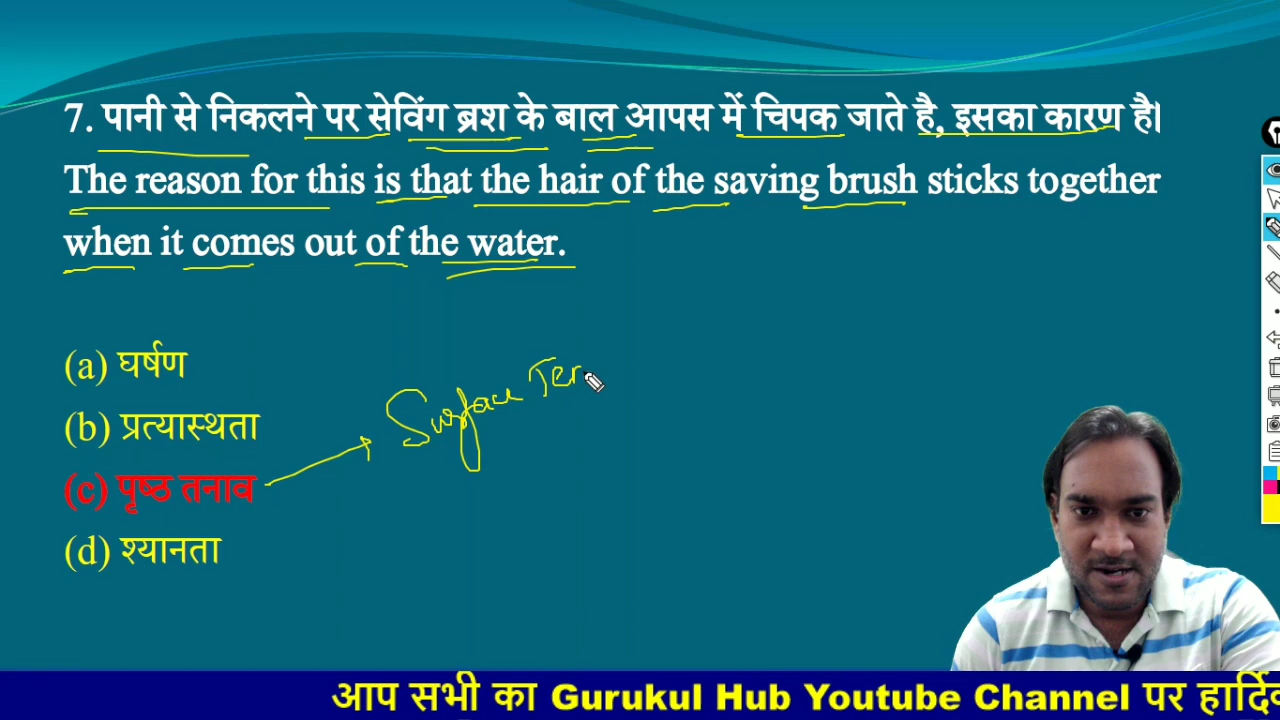 7. पानी से निकलने पर सेविंग ब्रश के बाल आपस में चिपक जाते है, इसका कारण है।
The reason for this is that the hair of the saving brush sticks together
when it comes out of the water.
(a) घर्षण
(b) प्रत्यास्थता
(c) पृष्ठ तनाव
(d) श्यानता
Surface Ten
आप सभी का Gurukul Hub Youtube Channel पर